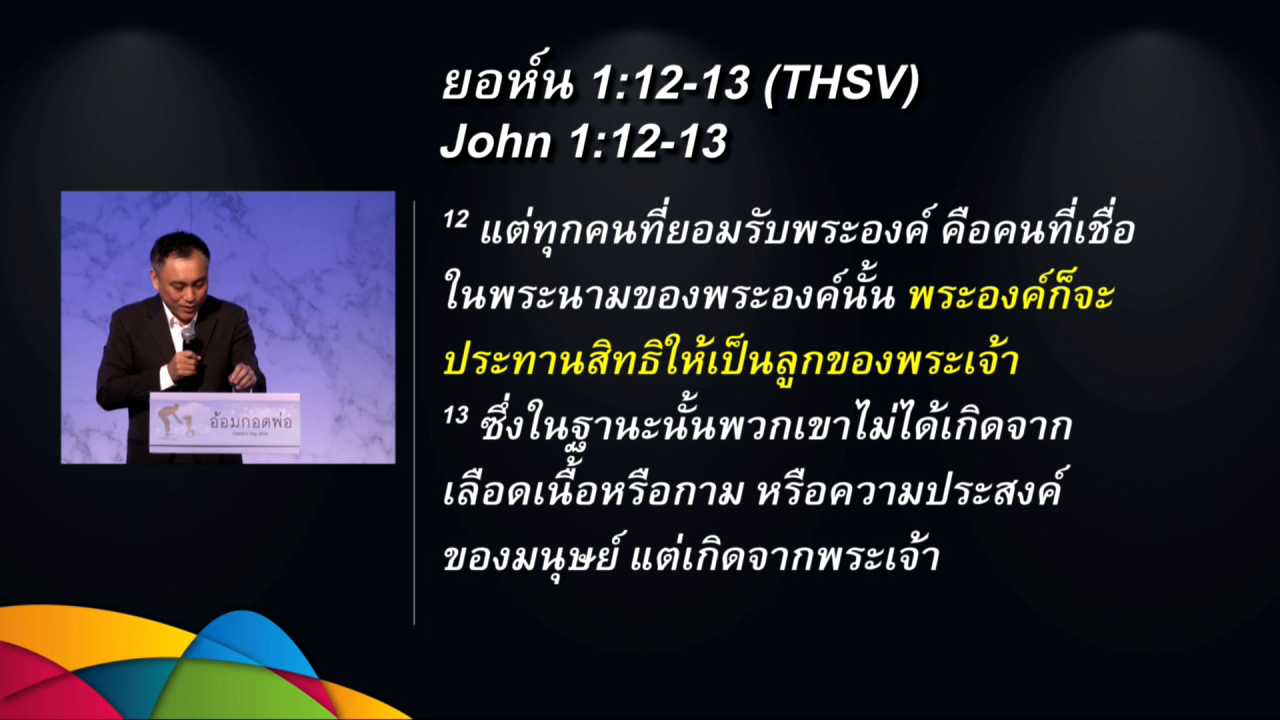 ยอห์น 1:12-13 (THSV)
John 1:12-13
12 แต่ทุกคนที่ยอมรับพระองค์ คือคนที่เชื่อ
ในพระนามของพระองค์นั้น พระองค์ก็จะ
ประทานสิทธิให้เป็นลูกของพระเจ้า
13 ซึ่งในฐานะนั้นพวกเขาไม่ได้เกิดจาก
เลือดเนื้อหรือกาม หรือความประสงค์
ของมนุษย์ แต่เกิดจากพระเจ้า
อ้อมกอดพ่อ